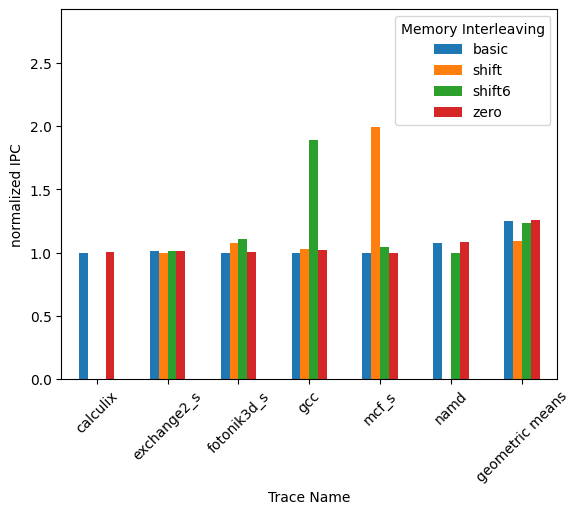 Memory Interleaving
basic
shift
shift6
zero
normalized IPC
2.5
2.0
1.5
1.0
0.5
0.0
calculix
exchange2_s
fotonik3d_s
gcc
mcf_s
namd
geometric means
Trace Name